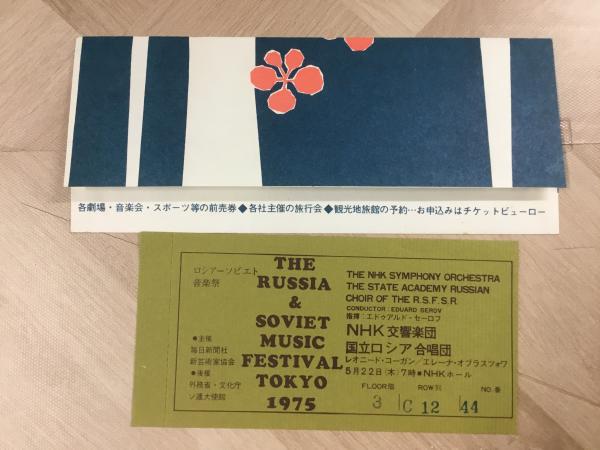 各劇場・音楽会・スポーツ等の前売券◆各社主催の旅行会◆観光地旅館の予約…お申込みはチケットビューロー
ロシアーソビエト
音楽祭
●主催
毎日新聞社
新芸術家協会
●後援
外務省・文化庁
ソ連大使館
THE
RUSSIA
&
SOVIET
MUSIC
FESTIVAL
TOKYO
1975
THE NHK SYMPHONY ORCHESTRA
THE STATE ACADEMY RUSSIAN
CHOIR OF THE R.S.F.S.R.
CONDUCTOR: EDUARD SEROV
指揮:エドゥアルド・セーロフ
NHK交響楽団
国立ロシア合唱団
レオニード・コーガン/エレーナ・オブラスツォワ
5月22日(木)7時■NHKホール
FLOOR階 ROW列 NO.番
3 C 12 44